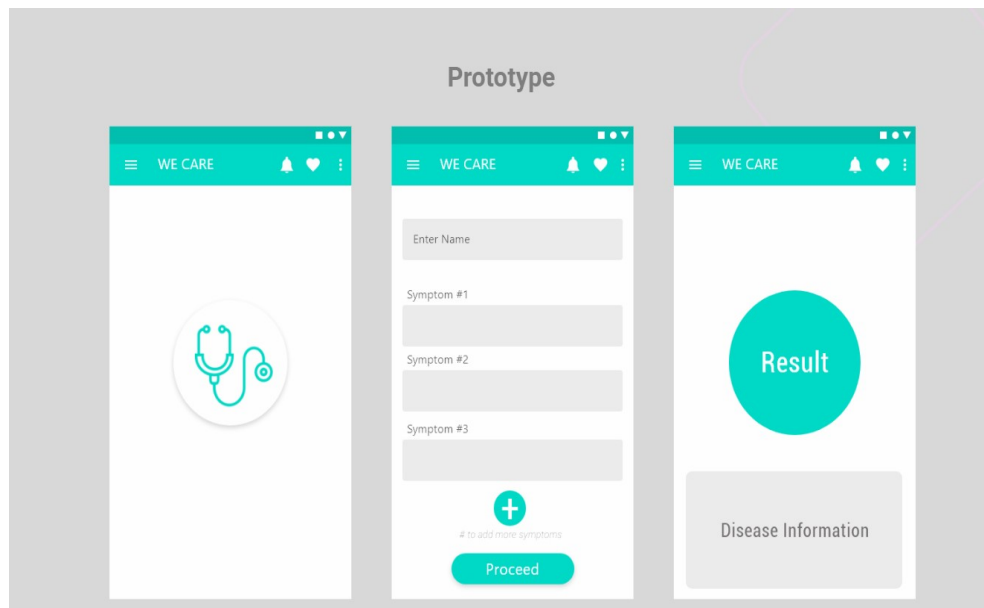 Prototype
WE CARE
WE CARE
Enter Name
Symptom #1
Symptom #2
Symptom #3
# to add more symptoms
Proceed
WE CARE
Result
Disease Information